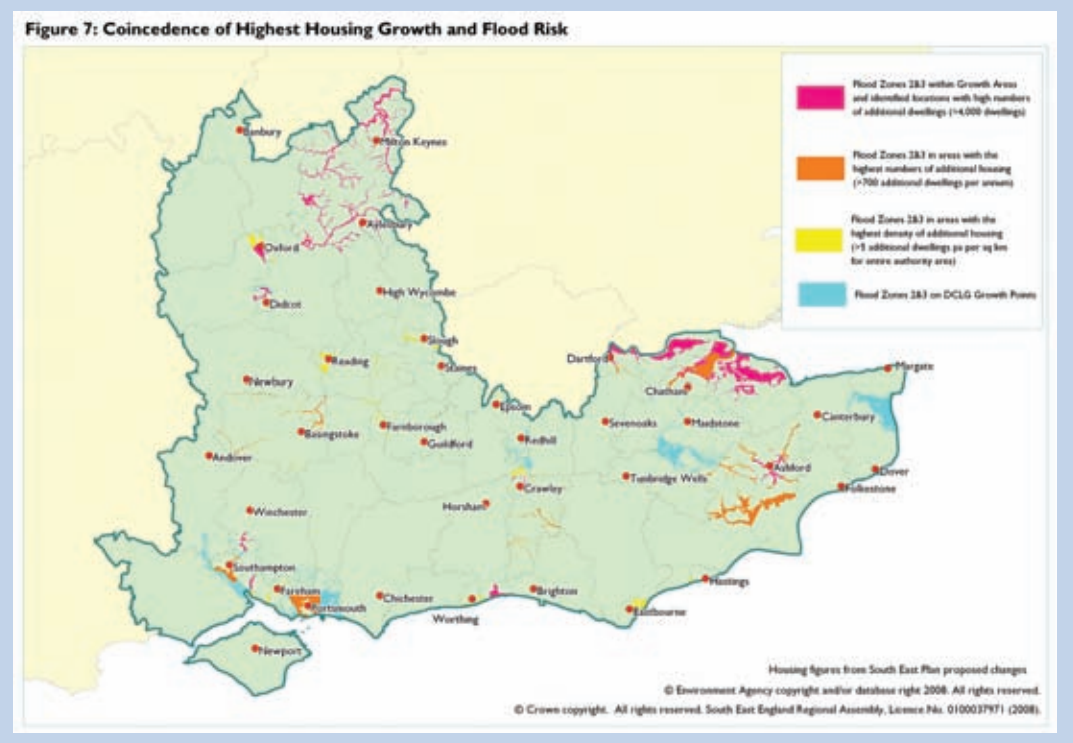 Figure 7: Coincedence of Highest Housing Growth and Flood Risk
Flood Zones 2&3 within Growth Areas
and identified locations with high numbers
of additional dwellings (>4,000 dwellings)
Flood Zones 2&3 in areas with the
highest numbers of additional housing
(>700 additional dwellings per annum)
Flood Zones 2&3 in areas with the
highest density of additional housing
(>5 additional dwellings pa per sq km
for entire authority area)
Flood Zones 2&3 on DCLG Growth Points
Banbury
Milton Keynes
Aylesbury
Oxford
Didcot
High Wycombe
Slough
Reading
Staines
Dartford
Margate
Newbury
Chatham
Epsom
Canterbury
Basingstoke
Farnborough
Guildford
Redhill
Sevenoaks
Maidstone
Andover
Ashford
Dover
Tunbridge Wells
Folkestone
Crawley
Horsham
Winchester
Southampton
Fareham
Portsmouth
Chichester
Worthing
Brighton
Hastings
Eastbourne
Newport
Housing figures from South East Plan proposed changes
© Environment Agency copyright and/or database right 2008. All rights reserved.
© Crown copyright. All rights reserved. South East England Regional Assembly, Licence No. 0100037971 (2008).